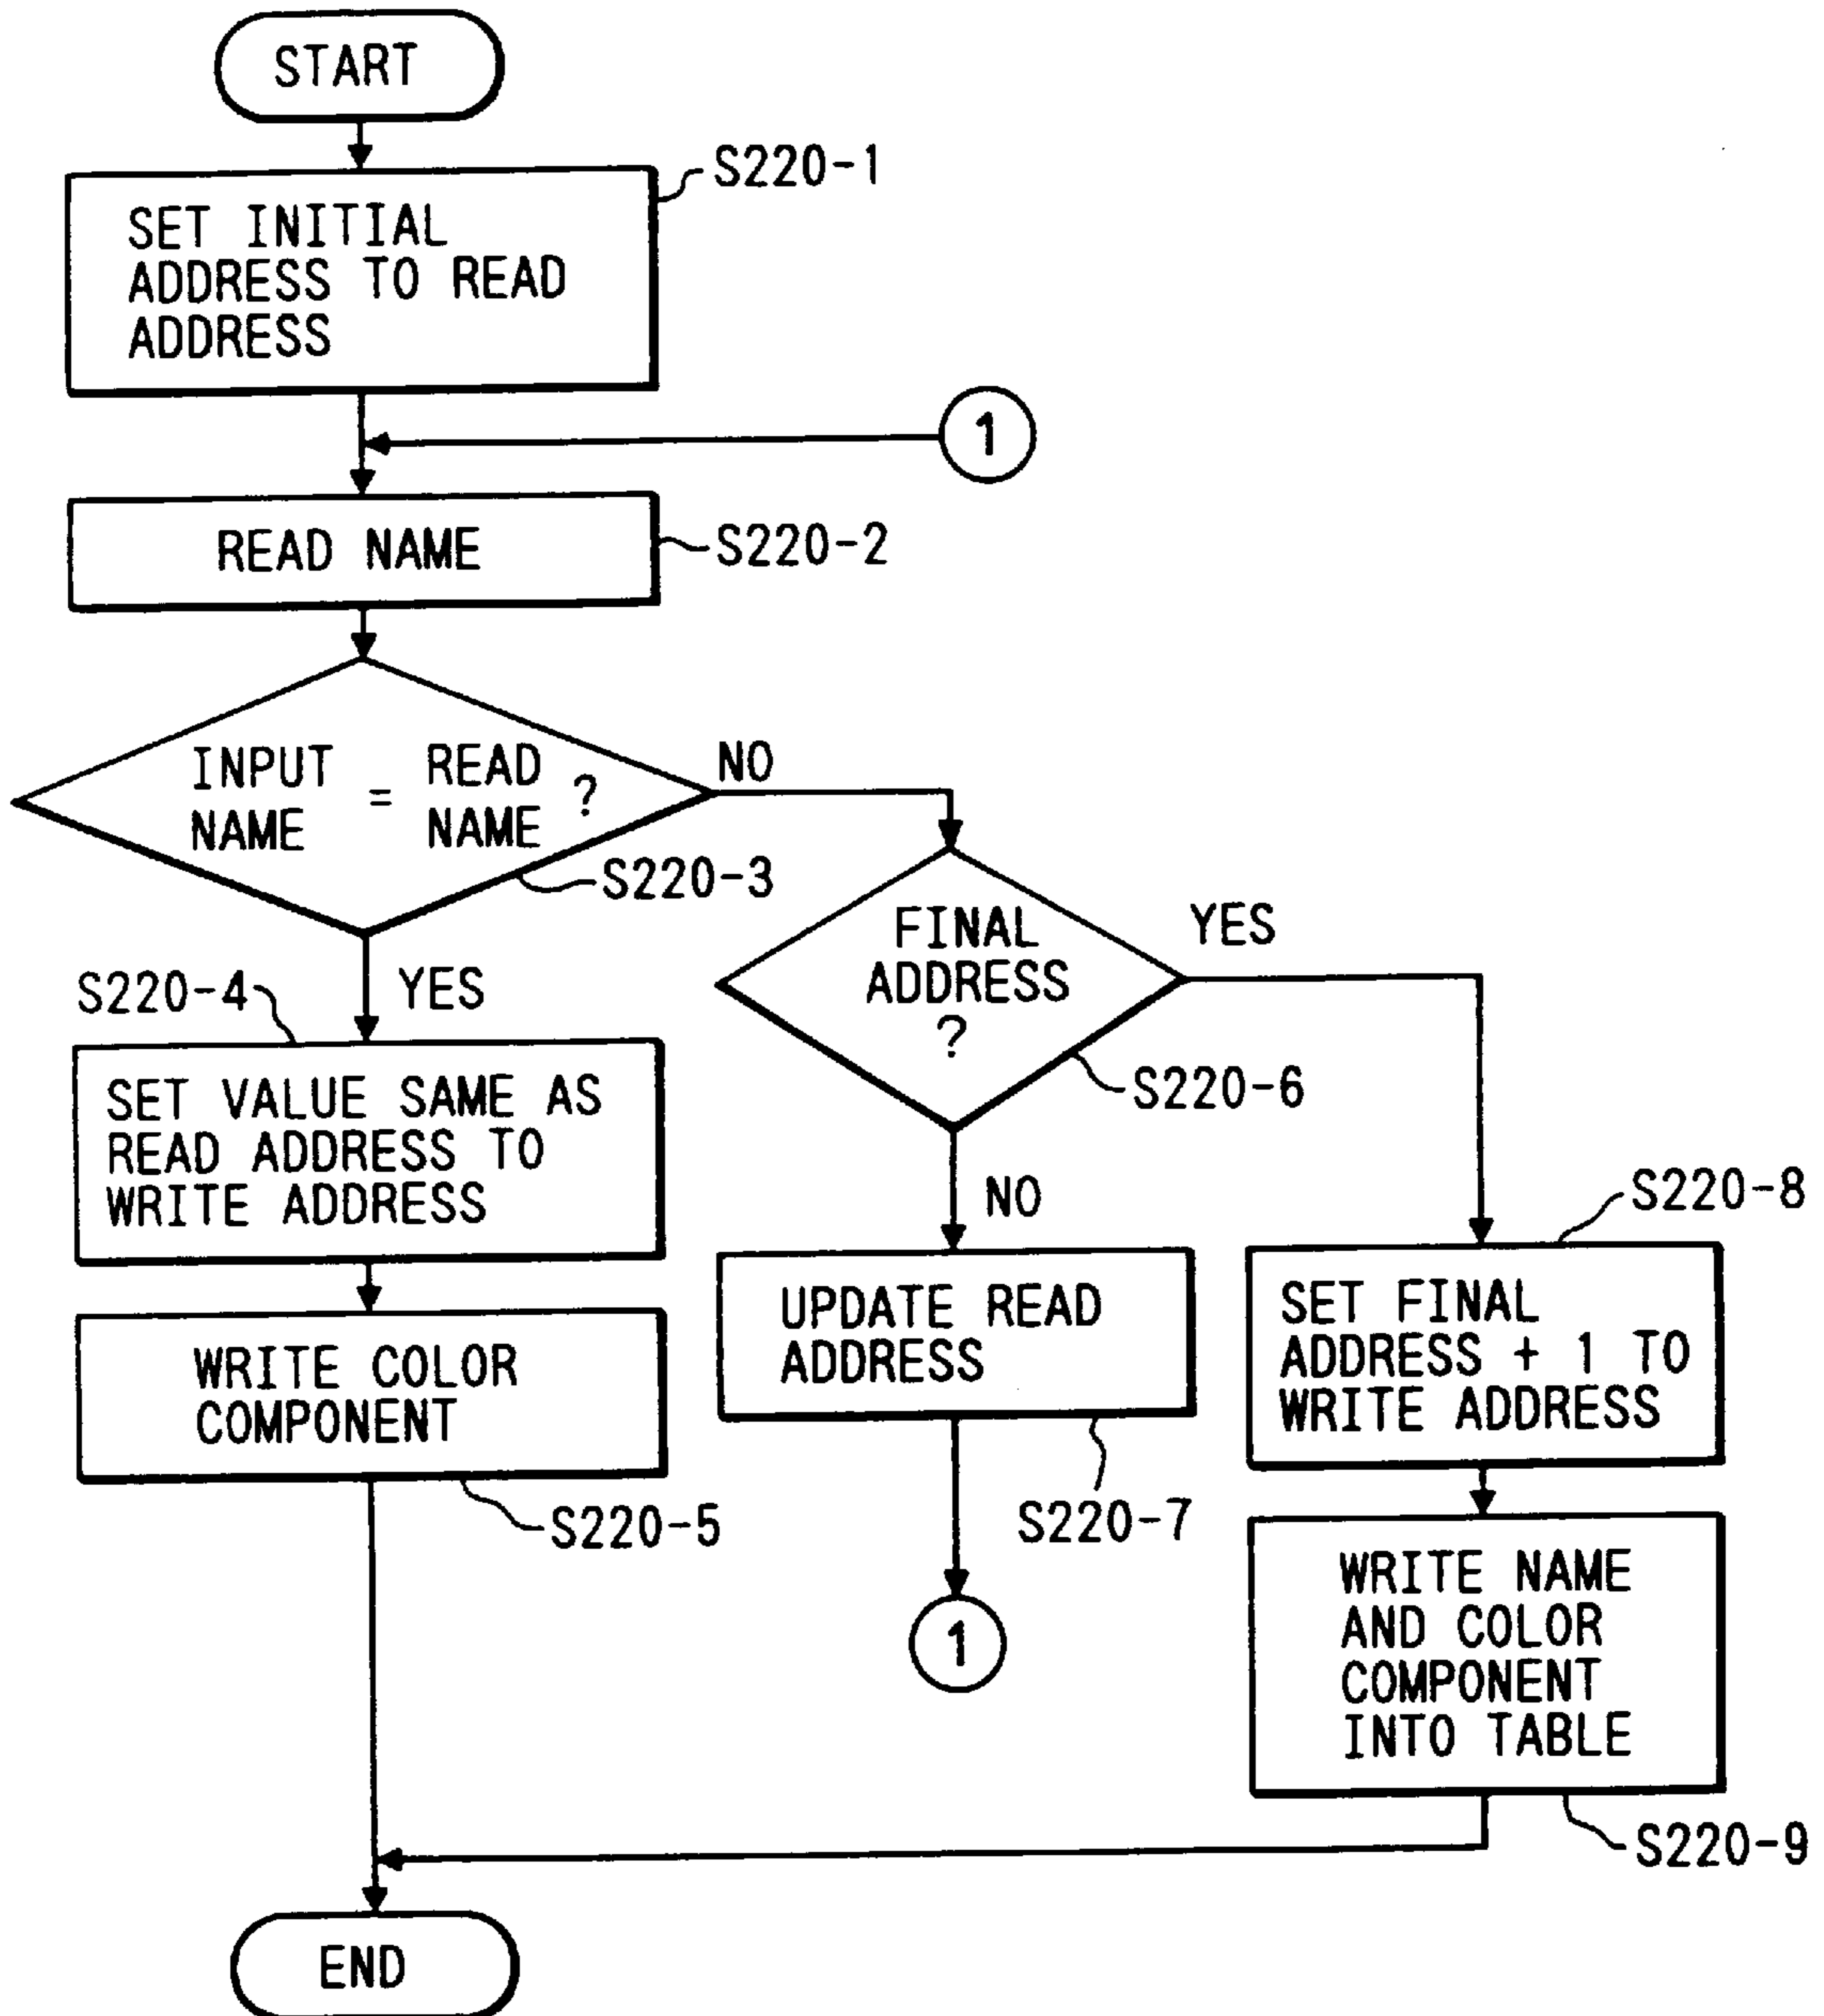 START
S220-1
SET INITIAL
ADDRESS TO READ
ADDRESS
1
READ NAME
S220-2
INPUT NAME = READ NAME ?
NO
S220-3
YES
S220-4
SET VALUE SAME AS
READ ADDRESS TO
WRITE ADDRESS
WRITE COLOR
COMPONENT
S220-5
FINAL
ADDRESS
?
YES
S220-6
NO
UPDATE READ
ADDRESS
S220-7
1
S220-8
SET FINAL
ADDRESS + 1 TO
WRITE ADDRESS
WRITE NAME
AND COLOR
COMPONENT
INTO TABLE
S220-9
END